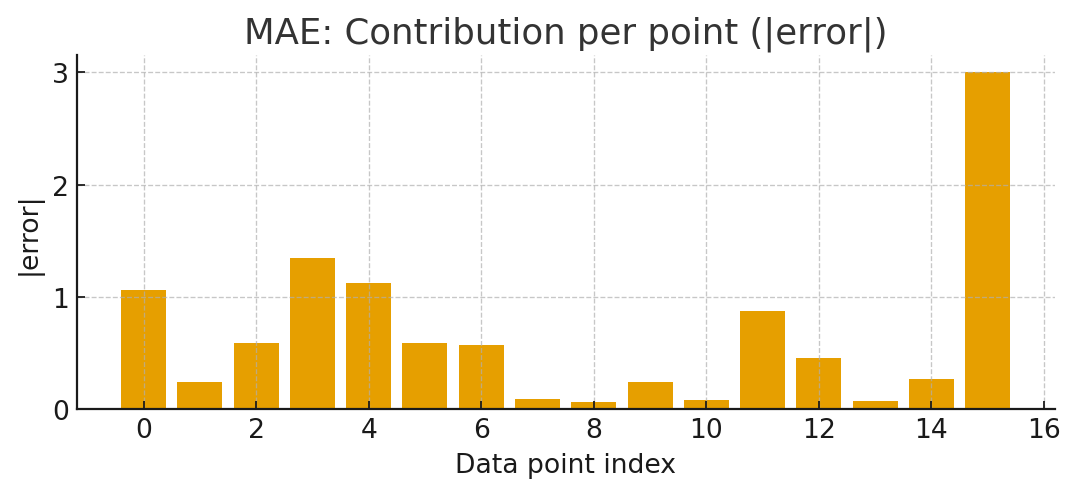 MAE: Contribution per point (|error|)
|error|
3
2
1
0
0 2 4 6 8 10 12 14 16
Data point index